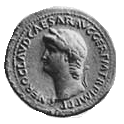 NERO CLAVD CAESAR AVG GER P M TR P IMP P P